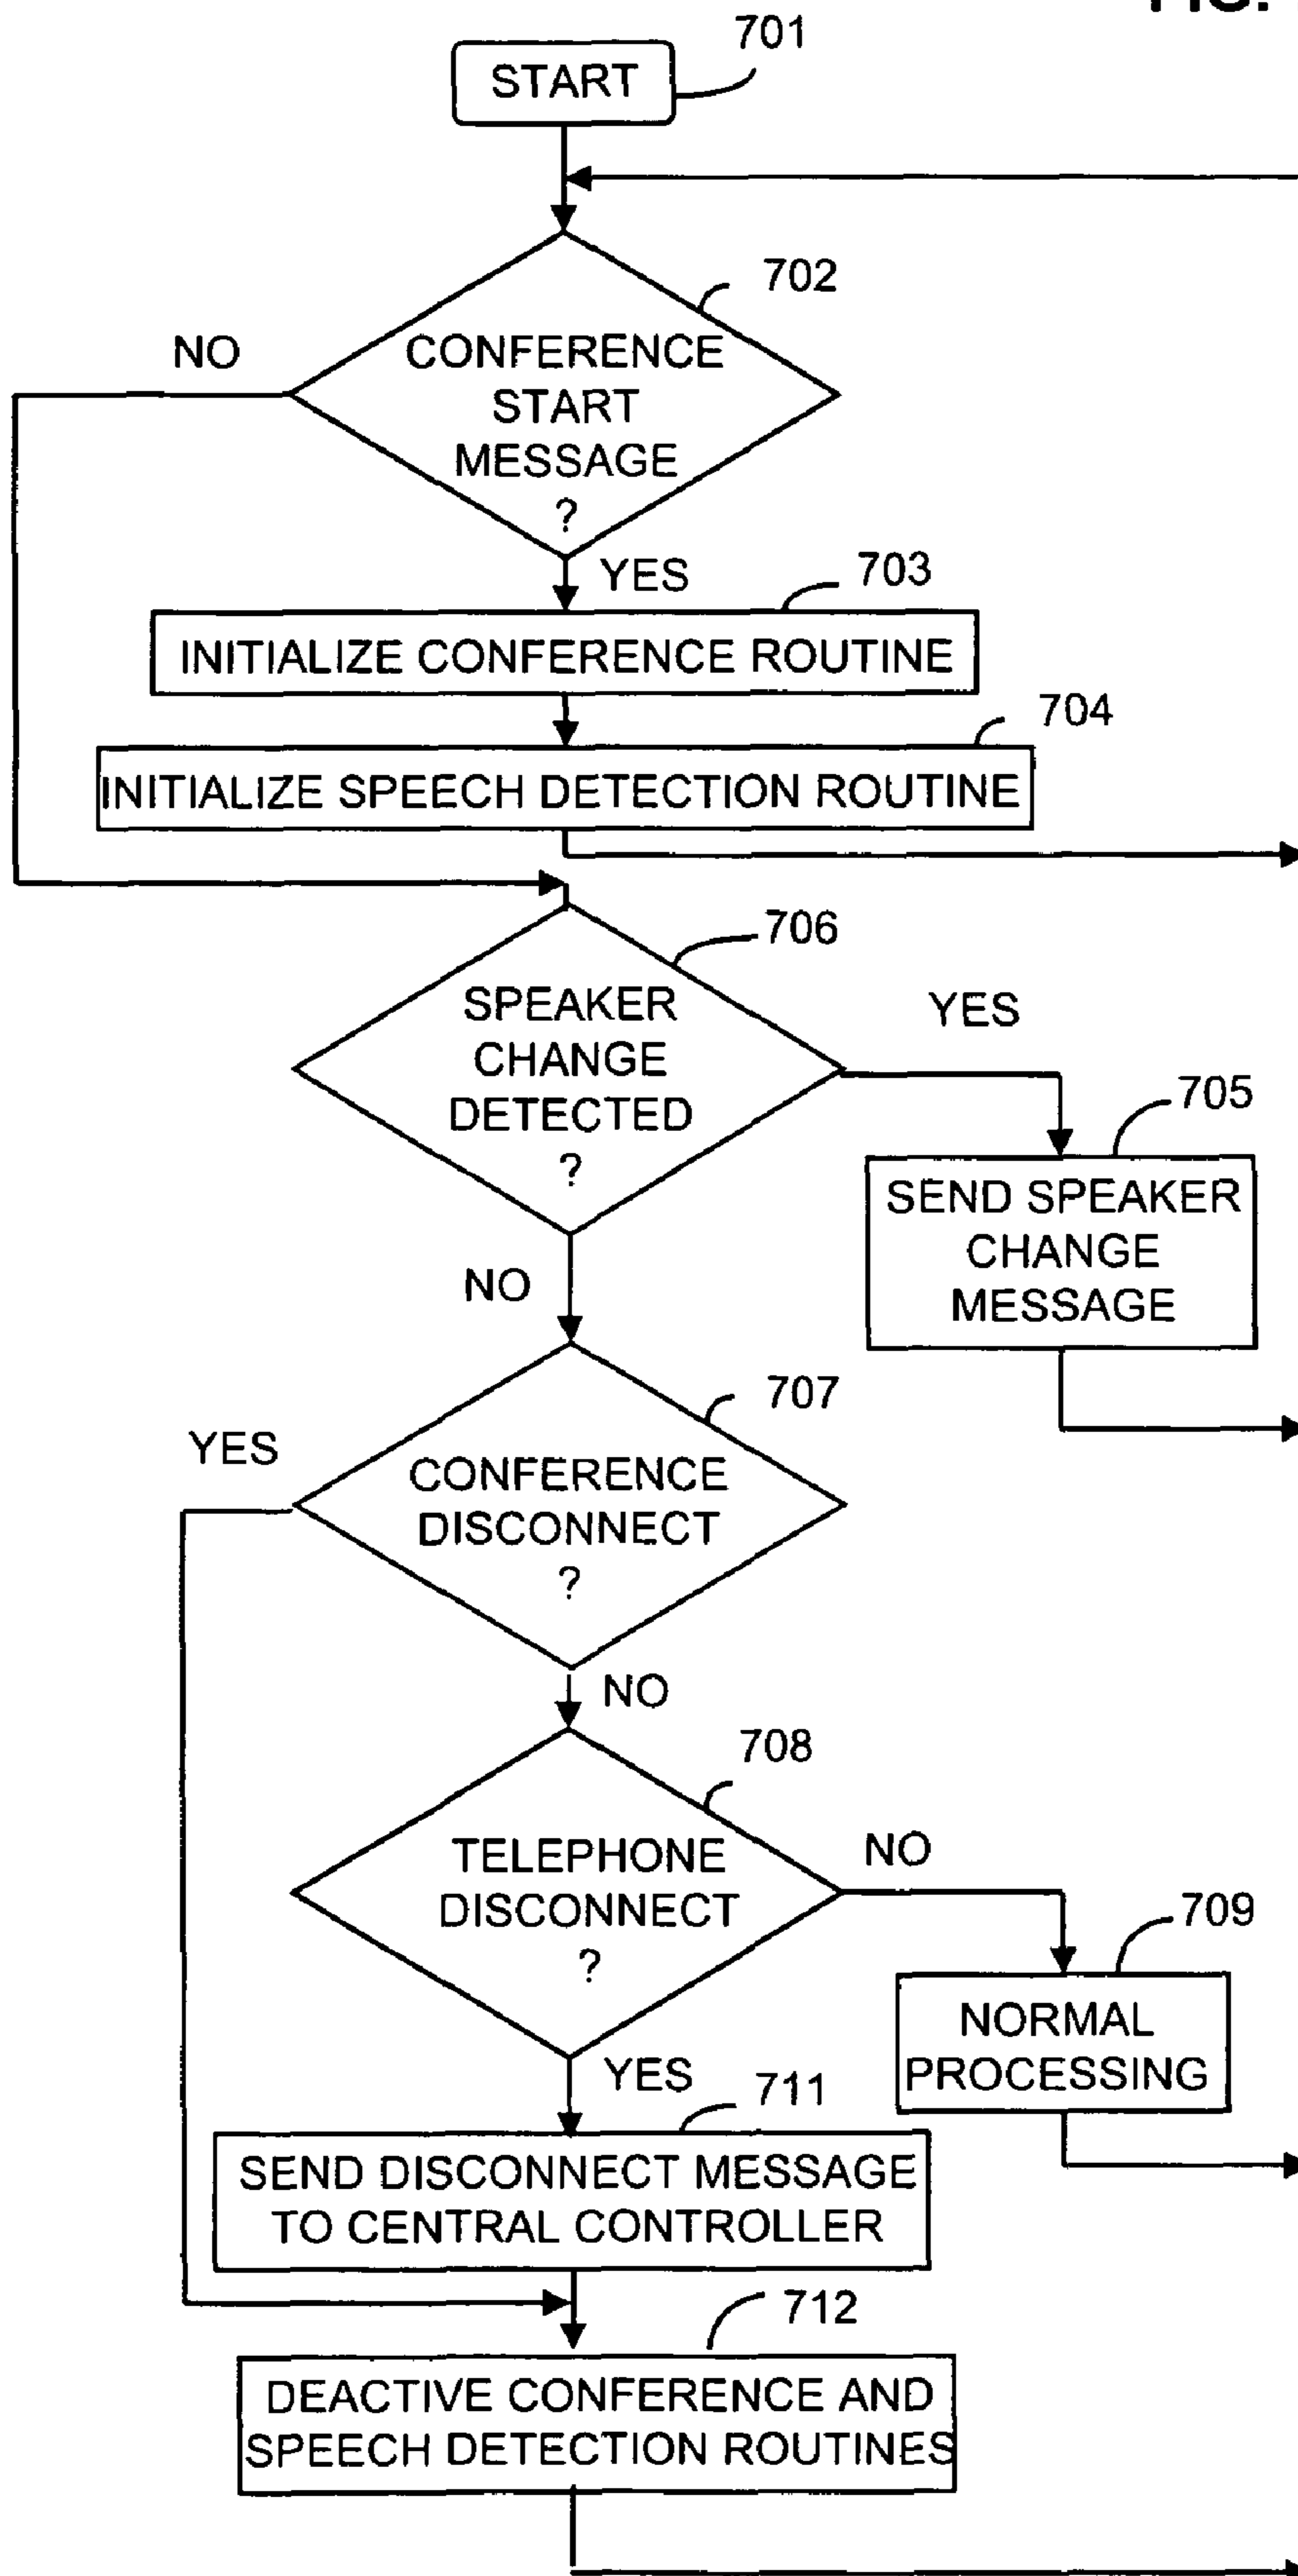 FIG.
701
START
702
NO
CONFERENCE
START
MESSAGE
?
YES
703
INITIALIZE CONFERENCE ROUTINE
704
INITIALIZE SPEECH DETECTION ROUTINE
706
SPEAKER
CHANGE
DETECTED
?
YES
705
SEND SPEAKER
CHANGE
MESSAGE
NO
707
YES
CONFERENCE
DISCONNECT
?
NO
708
TELEPHONE
DISCONNECT
?
NO
709
NORMAL
PROCESSING
YES
711
SEND DISCONNECT MESSAGE
TO CENTRAL CONTROLLER
712
DEACTIVE CONFERENCE AND
SPEECH DETECTION ROUTINES